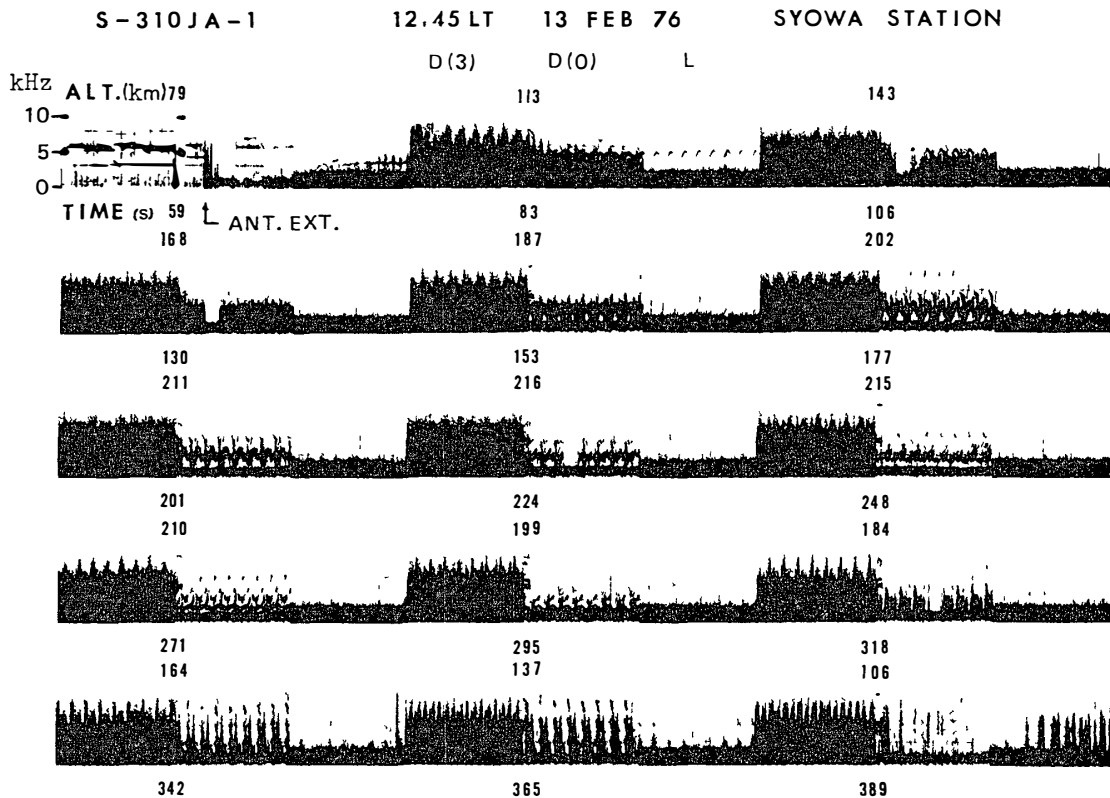 S-310JA-1 12.45 LT 13 FEB 76 SYOWA STATION
D(3) D(0) L
kHz ALT.(km) 79 113 143
10
5
0
TIME (s) 59 83 106
ANT. EXT.
168 187 202
130 153 177
211 216 215
201 224 248
210 199 184
271 295 318
164 137 106
342 365 389